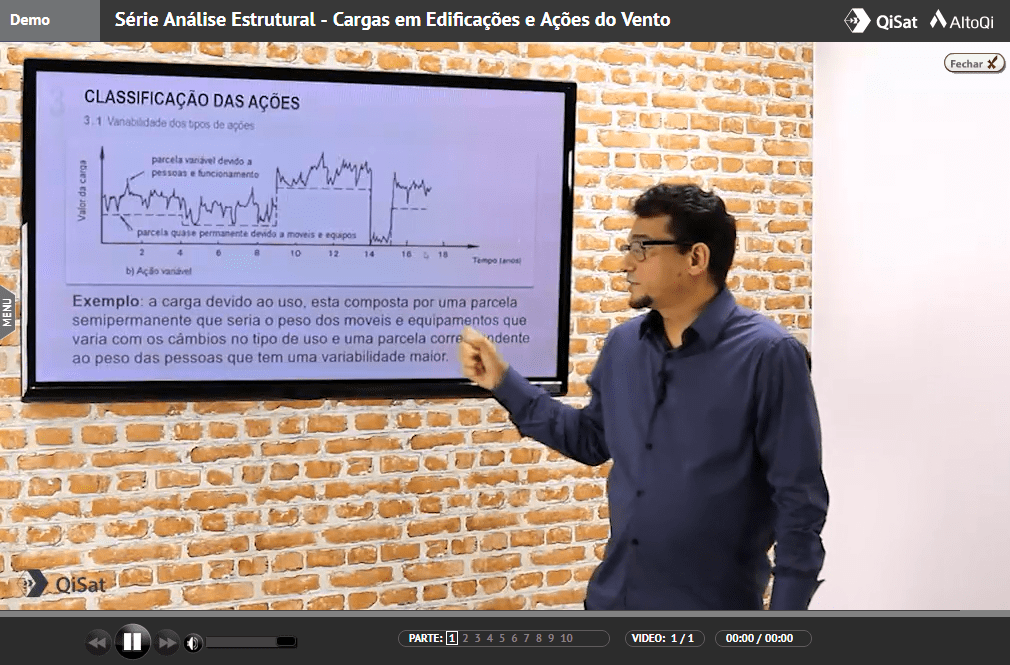 Demo
Série Análise Estrutural - Cargas em Edificações e Ações do Vento
QiSat AltoQi
Fechar
CLASSIFICAÇÃO DAS AÇÕES
3.1 Variabilidade dos tipos de ações
Valor da carga
parcela variável devido a
pessoas e funcionamento
parcela quase permanente devido a moveis e equipos
2 4 6 8 10 12 14 16 18
Tempo (anos)
b) Ação variável
Exemplo: a carga devido ao uso, esta composta por uma parcela
semipermanente que seria o peso dos moveis e equipamentos que
varia com os câmbios no tipo de uso e uma parcela
ao peso das pessoas que tem uma variabilidade maior.
MENU
QiSat
PARTE: 1 2 3 4 5 6 7 8 9 10
VIDEO: 1 / 1
00:00 / 00:00